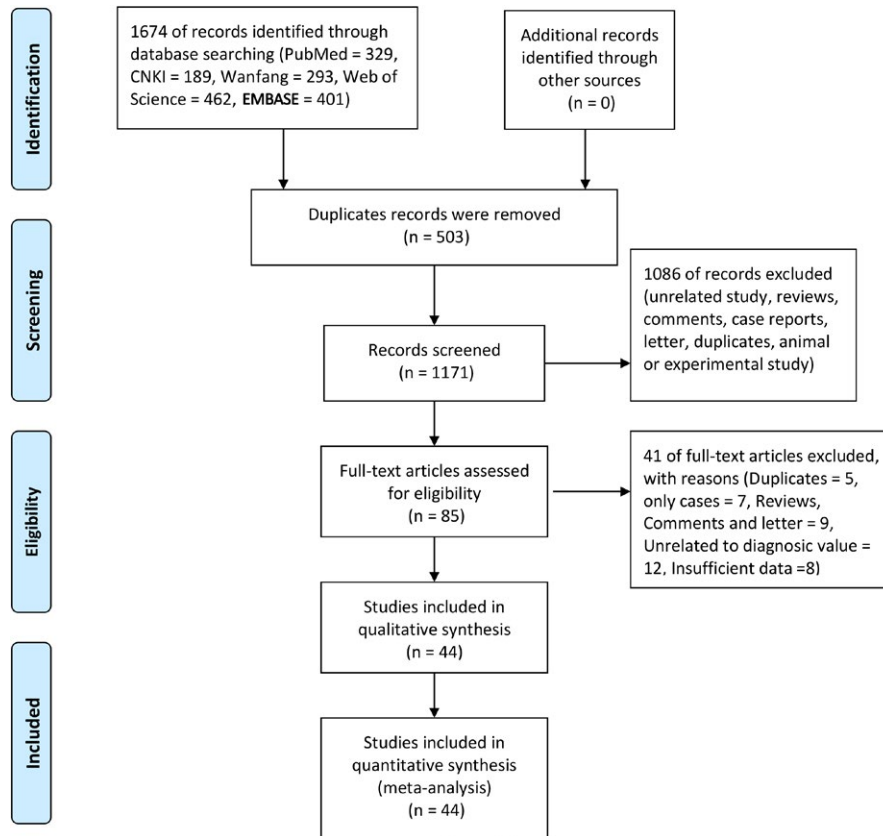 Identification
1674 of records identified through
database searching (PubMed = 329,
CNKI = 189, Wanfang = 293, Web of
Science = 462, EMBASE = 401)
Additional records
identified through
other sources
(n = 0)
Duplicates records were removed
(n = 503)
Screening
Records screened
(n = 1171)
1086 of records excluded
(unrelated study, reviews,
comments, case reports,
letter, duplicates, animal
or experimental study)
Eligibility
Full-text articles assessed
for eligibility
(n = 85)
41 of full-text articles excluded,
with reasons (Duplicates = 5,
only cases = 7, Reviews,
Comments and letter = 9,
Unrelated to diagnosic value =
12, Insufficient data =8)
Studies included in
qualitative synthesis
(n = 44)
Included
Studies included in
quantitative synthesis
(meta-analysis)
(n = 44)